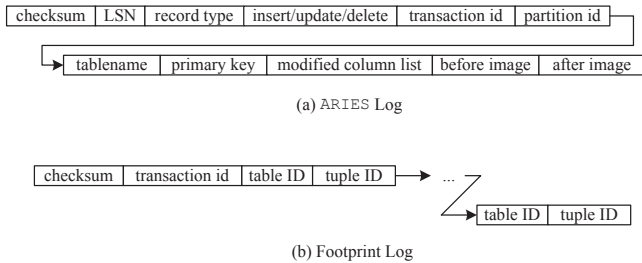 checksum LSN record type insert/update/delete transaction id partition id
tablename primary key modified column list before image after image
(a) ARIES Log
checksum transaction id table ID tuple ID ...
table ID tuple ID
(b) Footprint Log